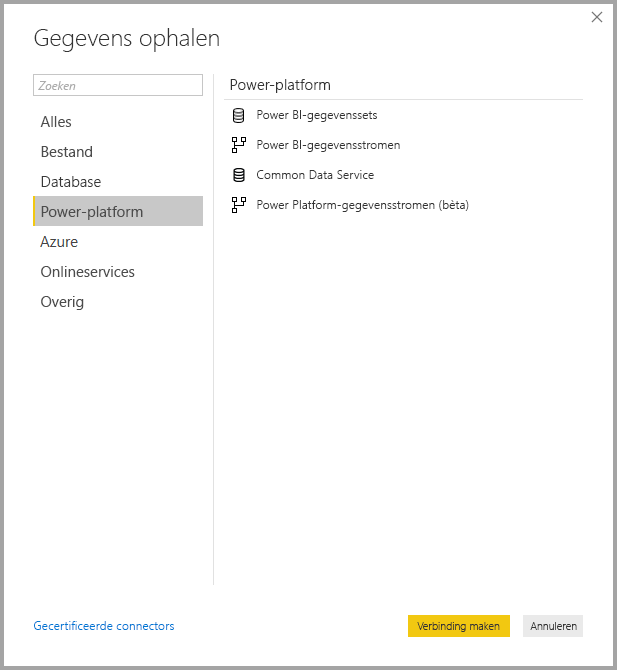 Gegevens ophalen
Zoeken
Alles
Bestand
Database
Power-platform
Azure
Onlineservices
Overig
Power-platform
Power BI-gegevenssets
Power BI-gegevensstromen
Common Data Service
Power Platform-gegevensstromen (bèta)
Gecertificeerde connectors
Verbinding maken
Annuleren